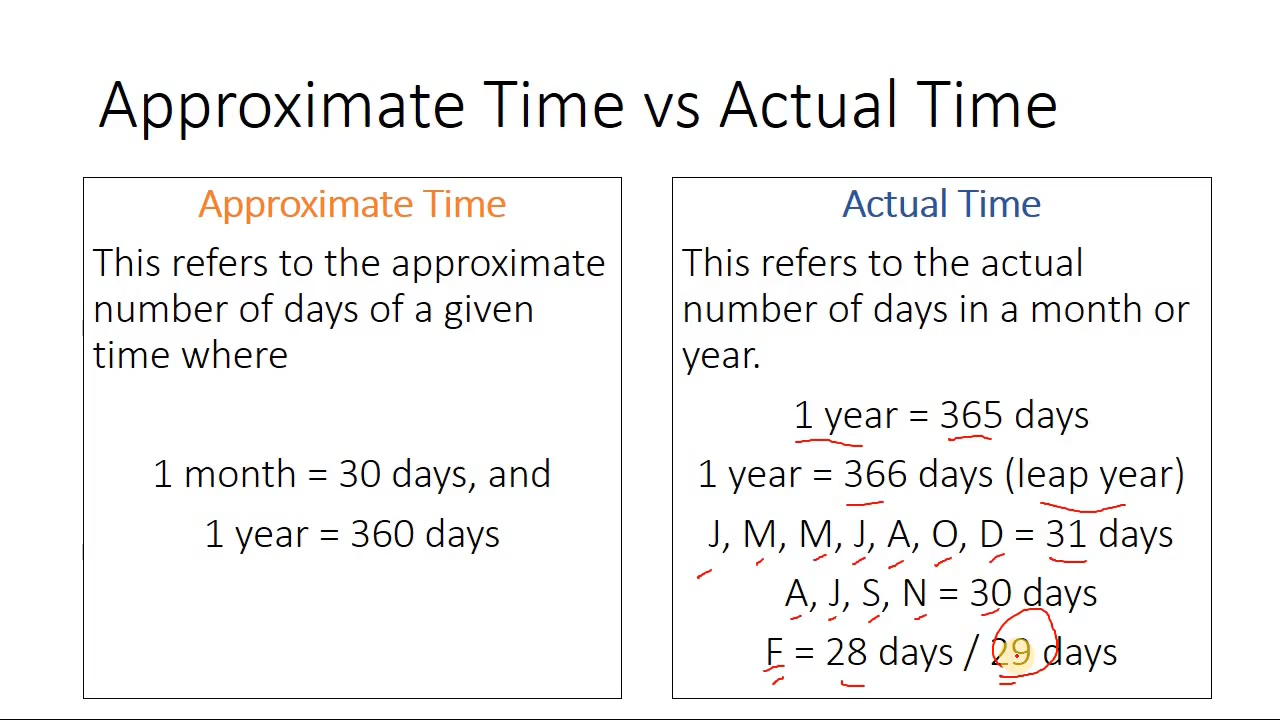 Approximate Time vs Actual Time
Approximate Time
This refers to the approximate
number of days of a given
time where
1 month = 30 days, and
1 year = 360 days
Actual Time
This refers to the actual
number of days in a month or
year.
1 year = 365 days
1 year = 366 days (leap year)
J, M, M, J, A, O, D = 31 days
A, J, S, N = 30 days
F = 28 days / 29 days